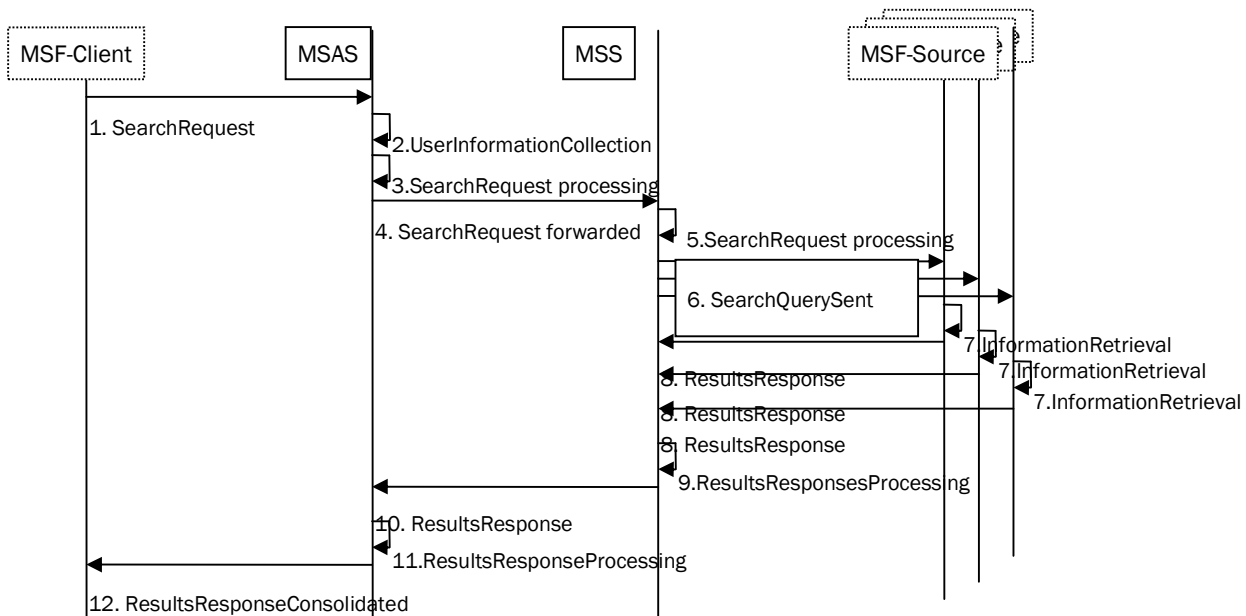 MSF-Client
MSAS
MSS
MSF-Source
1. SearchRequest
2.UserInformationCollection
3.SearchRequest processing
4. SearchRequest forwarded
5.SearchRequest processing
6. SearchQuerySent
7.InformationRetrieval
7.InformationRetrieval
8. ResultsResponse
7.InformationRetrieval
8. ResultsResponse
8. ResultsResponse
9.ResultsResponsesProcessing
10. ResultsResponse
11.ResultsResponseProcessing
12. ResultsResponseConsolidated